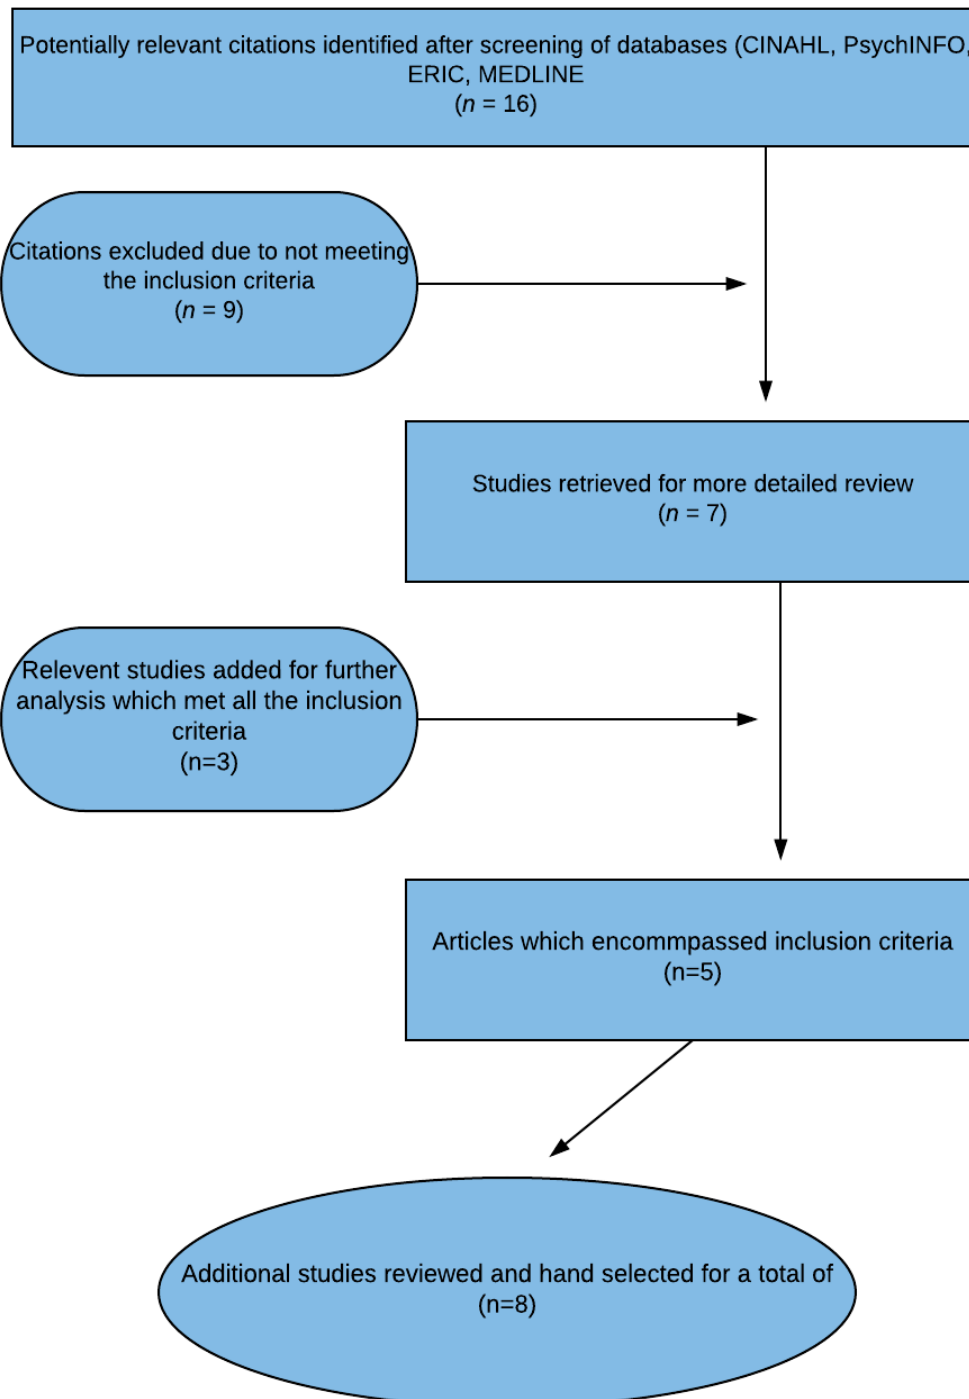 Potentially relevant citations identified after screening of databases (CINAHL, PsychINFO,
ERIC, MEDLINE
(n = 16)
Citations excluded due to not meeting
the inclusion criteria
(n = 9)
Studies retrieved for more detailed review
(n = 7)
Relevent studies added for further
analysis which met all the inclusion
criteria
(n=3)
Articles which encommpassed inclusion criteria
(n=5)
Additional studies reviewed and hand selected for a total of
(n=8)